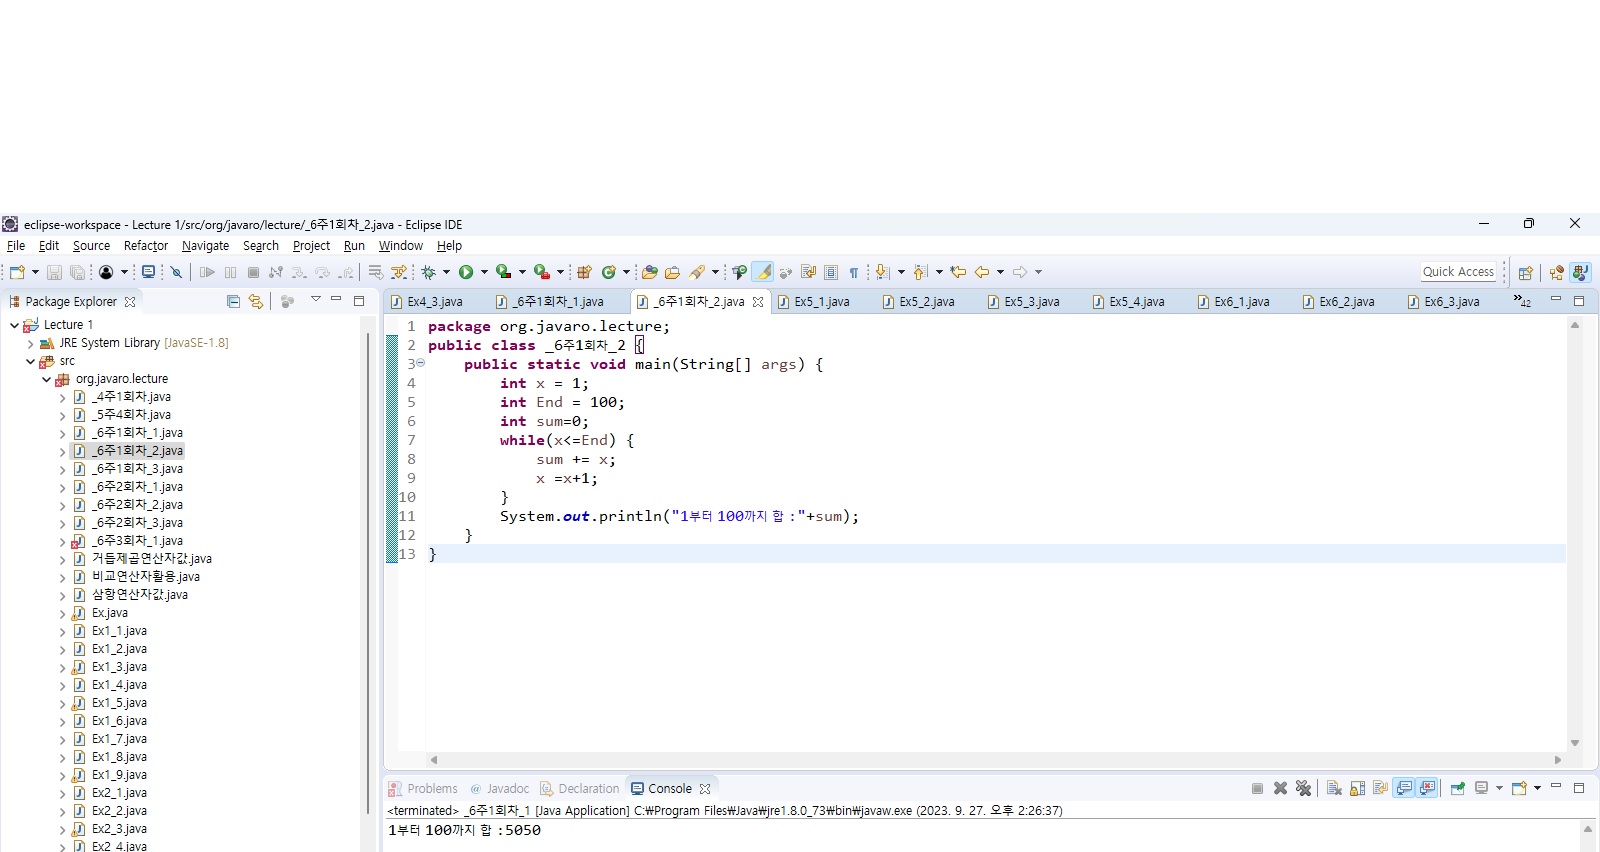 eclipse-workspace - Lecture 1/src/org/javaro/lecture/_6주1회차_2.java - Eclipse IDE
File Edit Source Refactor Navigate Search Project Run Window Help
Quick Access
Package Explorer
Lecture 1
JRE System Library [JavaSE-1.8]
src
org.javaro.lecture
_4주1회차.java
_5주4회차.java
_6주1회차_1.java
_6주1회차_2.java
_6주1회차_3.java
_6주2회차_1.java
_6주2회차_2.java
_6주2회차_3.java
_6주3회차_1.java
거듭제곱연산자값.java
비교연산자활용.java
삼항연산자값.java
Ex.java
Ex1_1.java
Ex1_2.java
Ex1_3.java
Ex1_4.java
Ex1_5.java
Ex1_6.java
Ex1_7.java
Ex1_8.java
Ex1_9.java
Ex2_1.java
Ex2_2.java
Ex2_3.java
Ex2_4.java
Ex4_3.java _6주1회차_1.java _6주1회차_2.java Ex5_1.java Ex5_2.java Ex5_3.java Ex5_4.java Ex6_1.java Ex6_2.java Ex6_3.java »42
1 package org.javaro.lecture;
2 public class _6주1회차_2 {
3 public static void main(String[] args) {
4 int x = 1;
5 int End = 100;
6 int sum=0;
7 while(x<=End) {
8 sum += x;
9 x =x+1;
10 }
11 System.out.println("1부터 100까지 합 :"+sum);
12 }
13 }
Problems @ Javadoc Declaration Console
<terminated> _6주1회차_1 [Java Application] C:₩Program Files₩Java₩jre1.8.0_73₩bin₩javaw.exe (2023. 9. 27. 오후 2:26:37)
1부터 100까지 합 :5050